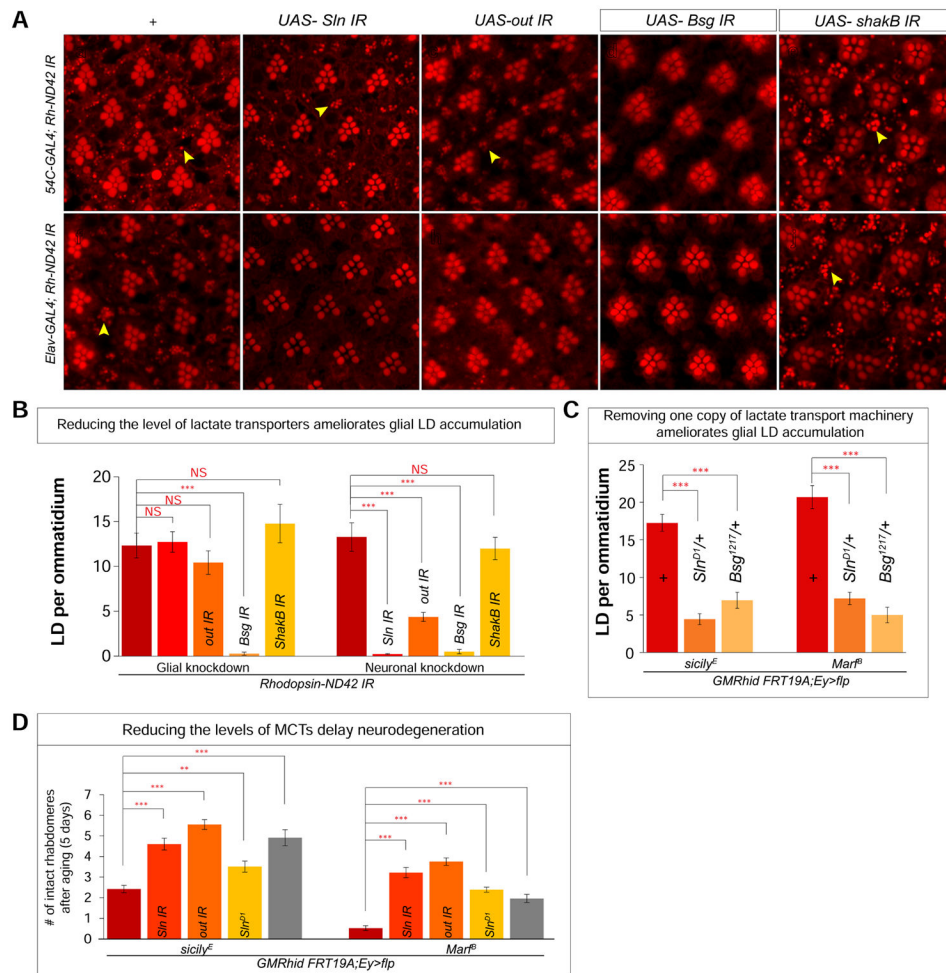 A
+
UAS- Sln IR
UAS-out IR
UAS- Bsg IR
UAS- shakB IR
54C-GAL4; Rh-ND42 IR
Elav-GAL4; Rh-ND42 IR
B
Reducing the level of lactate transporters ameliorates glial LD accumulation
LD per ommatidium
20
15
10
5
0
NS
***
NS
NS
out IR
Bsg IR
ShakB IR
Glial knockdown
NS
***
***
***
Sln IR
out IR
Bsg IR
ShakB IR
Neuronal knockdown
Rhodopsin-ND42 IR
C
Removing one copy of lactate transport machinery
ameliorates glial LD accumulation
LD per ommatidium
25
20
15
10
5
0
***
***
+
Sln^D1/+
Bsg^1217/+
sicily^E
***
***
+
Sln^D1/+
Bsg^1217/+
Marf^B
GMRhid FRT19A;Ey>flp
D
Reducing the levels of MCTs delay neurodegeneration
# of intact rhabdomeres
after aging (5 days)
7
6
5
4
3
2
1
0
***
**
***
***
Sln IR
out IR
Sln^D1
sicily^E
***
***
***
***
Sln IR
out IR
Sln^D1
Marf^B
GMRhid FRT19A;Ey>flp